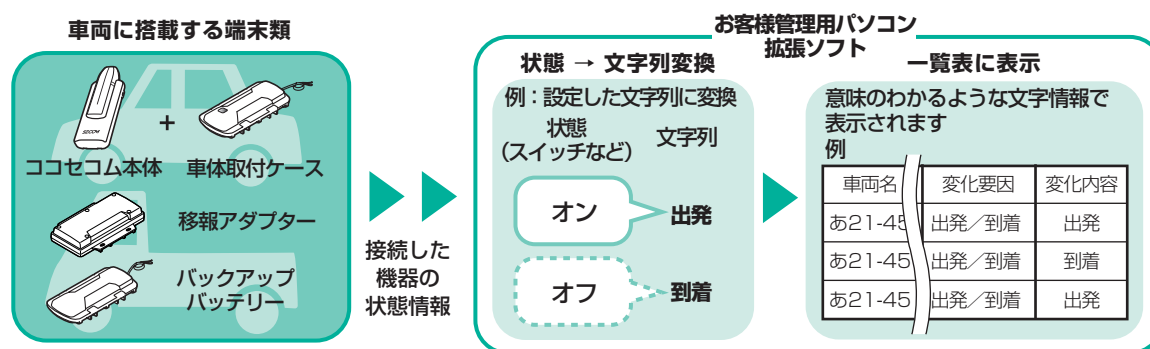 車両に搭載する端末類
SECOM
+
ココセコム本体
車体取付ケース
移報アダプター
バックアップ
バッテリー
接続した
機器の
状態情報
お客様管理用パソコン
拡張ソフト
状態 → 文字列変換
例：設定した文字列に変換
状態
(スイッチなど)
文字列
オン
出発
オフ
到着
一覧表に表示
意味のわかるような文字情報で
表示されます
例
車両名 変化要因 変化内容
あ21-45 出発／到着 出発
あ21-45 出発／到着 到着
あ21-45 出発／到着 出発